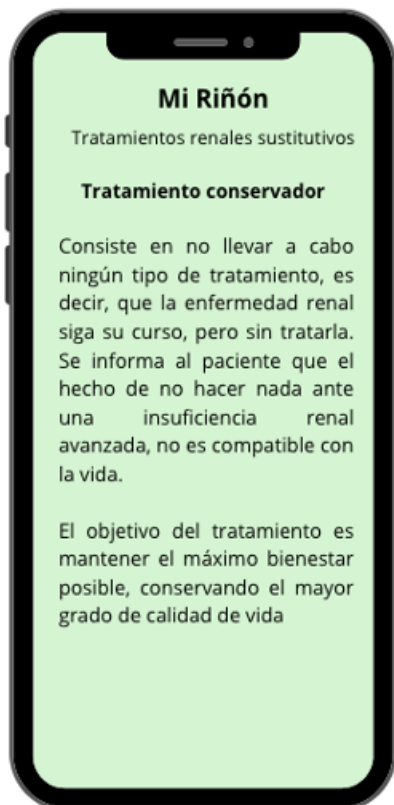 Mi Riñón
Tratamientos renales sustitutivos
Tratamiento conservador
Consiste en no llevar a cabo
ningún tipo de tratamiento, es
decir, que la enfermedad renal
siga su curso, pero sin tratarla.
Se informa al paciente que el
hecho de no hacer nada ante
una insuficiencia renal
avanzada, no es compatible con
la vida.
El objetivo del tratamiento es
mantener el máximo bienestar
posible, conservando el mayor
grado de calidad de vida